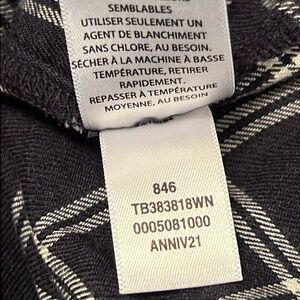 SEMBLABLES
UTILISER SEULEMENT UN
AGENT DE BLANCHIMENT
SANS CHLORE, AU BESOIN.
SÉCHER À LA MACHINE À BASSE
TEMPÉRATURE, RETIRER
RAPIDEMENT.
REPASSER À TEMPÉRATURE
MOYENNE, AU BESOIN
846
TB383818WN
0005081000
ANNIV21